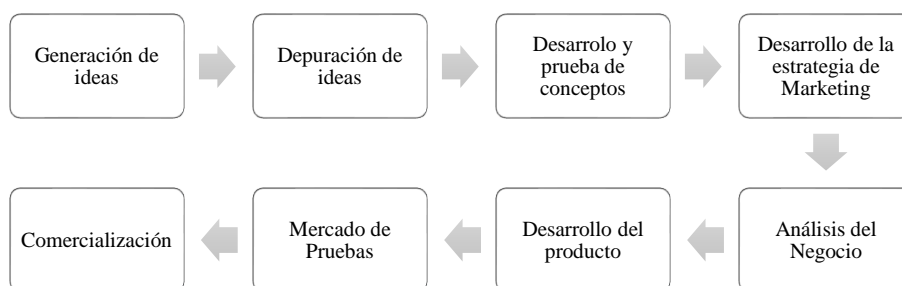 Generación de
ideas
Depuración de
ideas
Desarrolo y
prueba de
conceptos
Desarrollo de la
estrategia de
Marketing
Análisis del
Negocio
Desarrollo del
producto
Mercado de
Pruebas
Comercialización